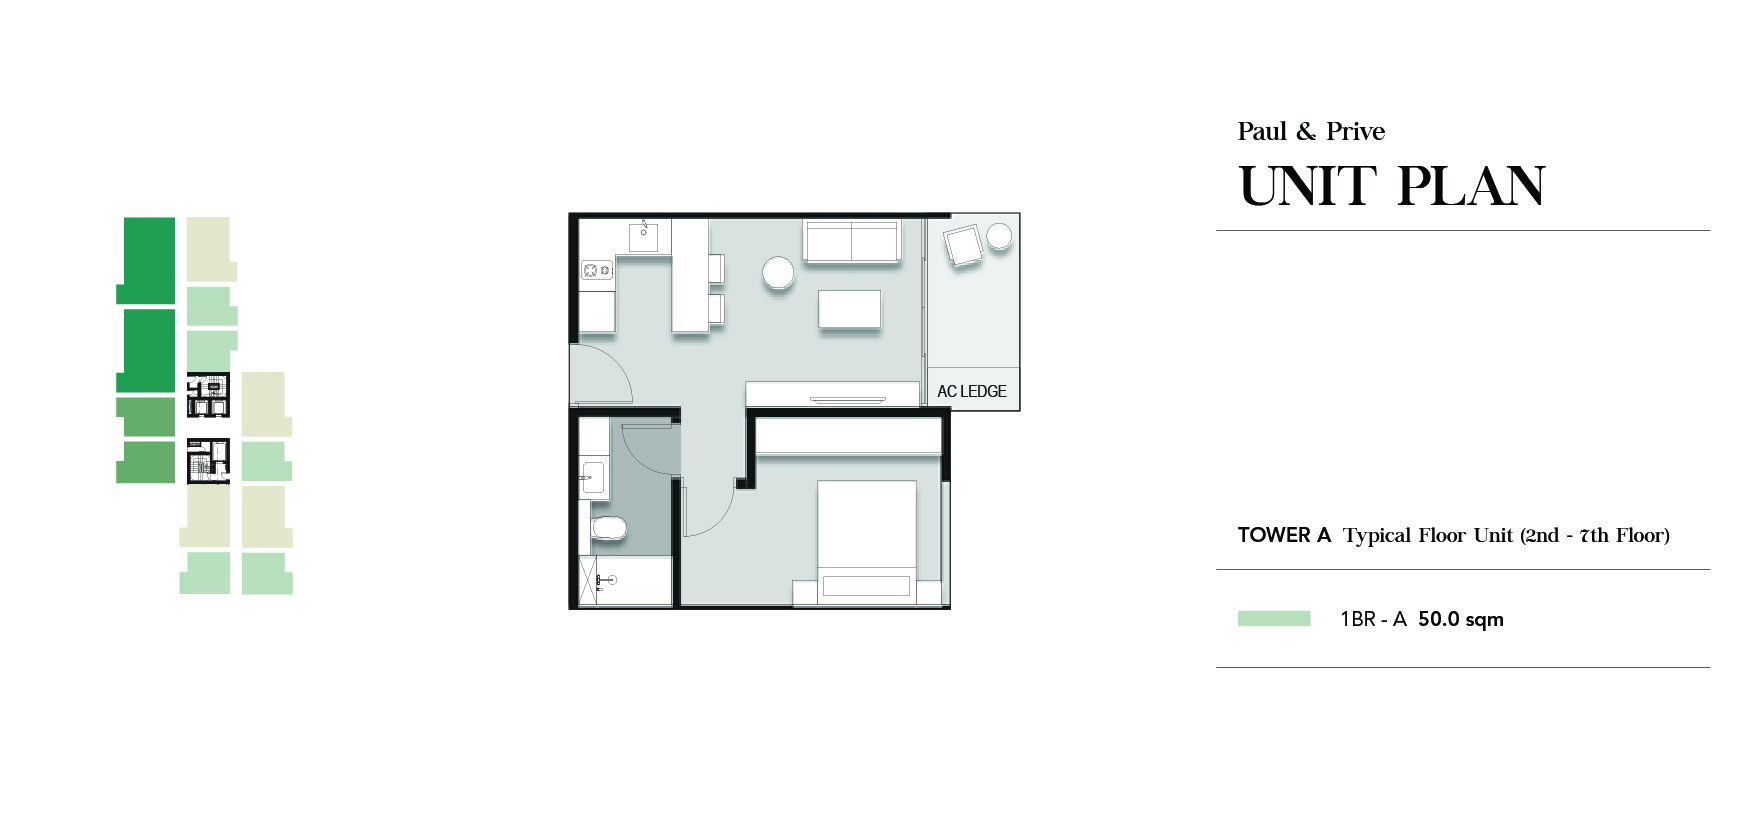 Paul & Prive
UNIT PLAN
AC LEDGE
TOWER A Typical Floor Unit (2nd - 7th Floor)
1BR - A 50.0 sqm